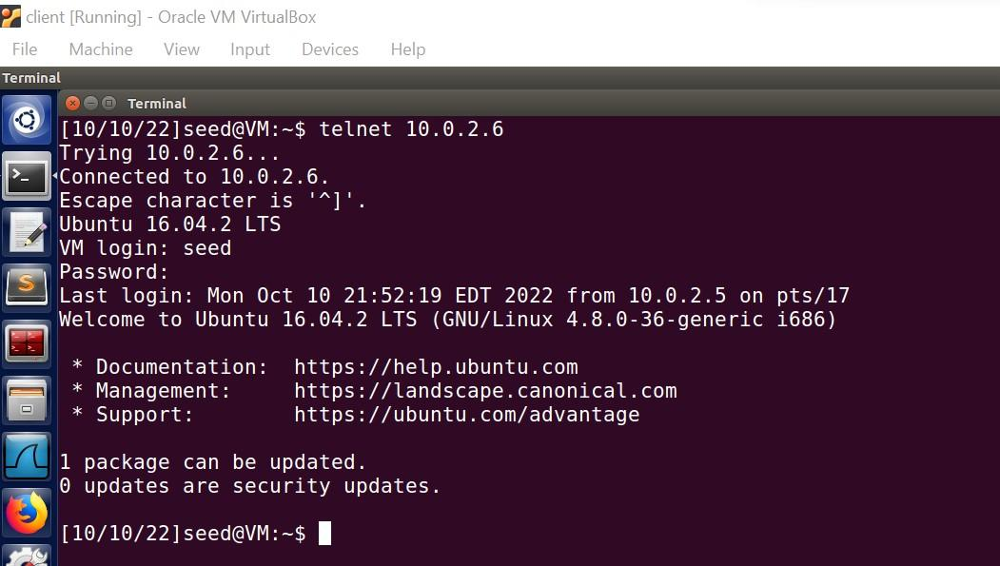 client [Running] - Oracle VM VirtualBox
File Machine View Input Devices Help
Terminal
Terminal
[10/10/22]seed@VM:~$ telnet 10.0.2.6
Trying 10.0.2.6...
Connected to 10.0.2.6.
Escape character is '^]'.
Ubuntu 16.04.2 LTS
VM login: seed
Password:
Last login: Mon Oct 10 21:52:19 EDT 2022 from 10.0.2.5 on pts/17
Welcome to Ubuntu 16.04.2 LTS (GNU/Linux 4.8.0-36-generic i686)
* Documentation:  https://help.ubuntu.com
* Management:     https://landscape.canonical.com
* Support:        https://ubuntu.com/advantage
1 package can be updated.
0 updates are security updates.
[10/10/22]seed@VM:~$